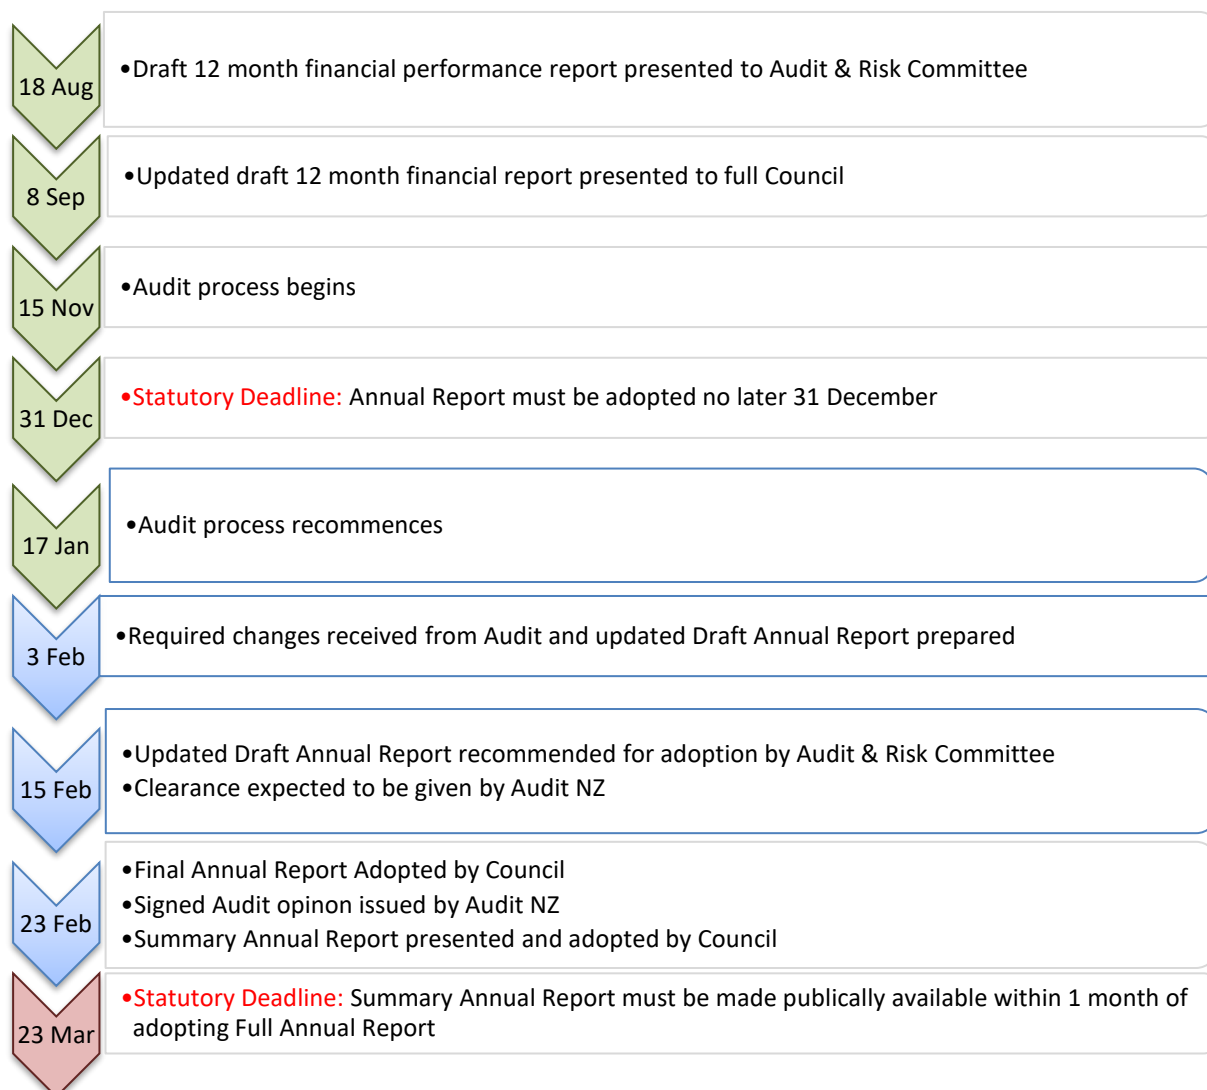 18 Aug
•Draft 12 month financial performance report presented to Audit & Risk Committee
8 Sep
•Updated draft 12 month financial report presented to full Council
15 Nov
•Audit process begins
31 Dec
•Statutory Deadline: Annual Report must be adopted no later 31 December
17 Jan
•Audit process recommences
3 Feb
•Required changes received from Audit and updated Draft Annual Report prepared
15 Feb
•Updated Draft Annual Report recommended for adoption by Audit & Risk Committee
•Clearance expected to be given by Audit NZ
23 Feb
•Final Annual Report Adopted by Council
•Signed Audit opinon issued by Audit NZ
•Summary Annual Report presented and adopted by Council
23 Mar
•Statutory Deadline: Summary Annual Report must be made publically available within 1 month of
adopting Full Annual Report